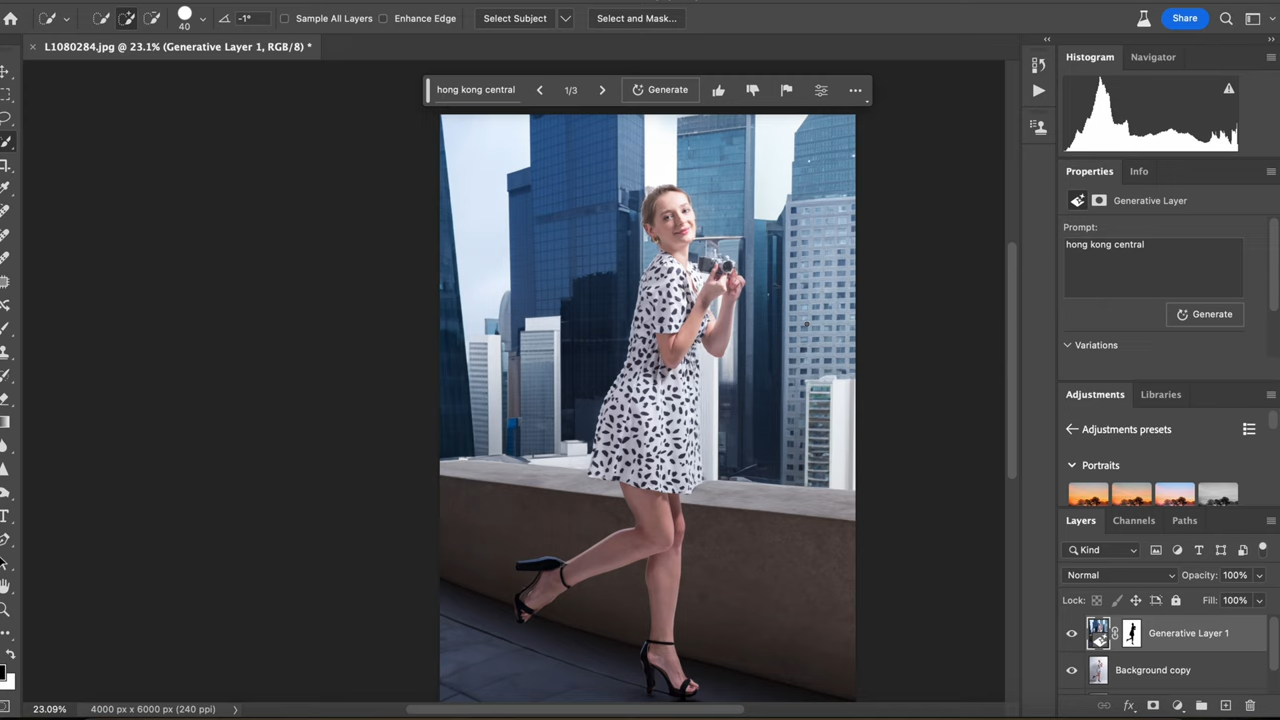 40
-1°
Sample All Layers
Enhance Edge
Select Subject
Select and Mask...
Share
L1080284.jpg @ 23.1% (Generative Layer 1, RGB/8) *
hong kong central
1/3
Generate
Histogram
Navigator
Properties
Info
Generative Layer
Prompt:
hong kong central
Generate
Variations
Adjustments
Libraries
Adjustments presets
Portraits
Layers
Channels
Paths
Kind
Normal
Opacity: 100%
Lock:
Fill: 100%
Generative Layer 1
Background copy
fx
23.09%
4000 px x 6000 px (240 ppi)